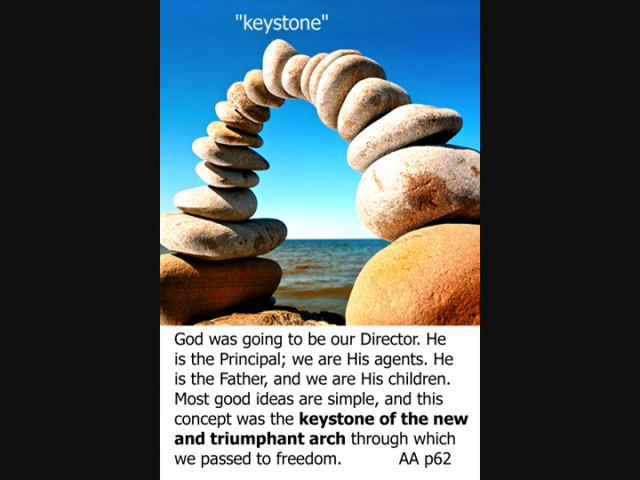 "keystone"
God was going to be our Director. He
is the Principal; we are His agents. He
is the Father, and we are His children.
Most good ideas are simple, and this
concept was the keystone of the new
and triumphant arch through which
we passed to freedom. AA p62